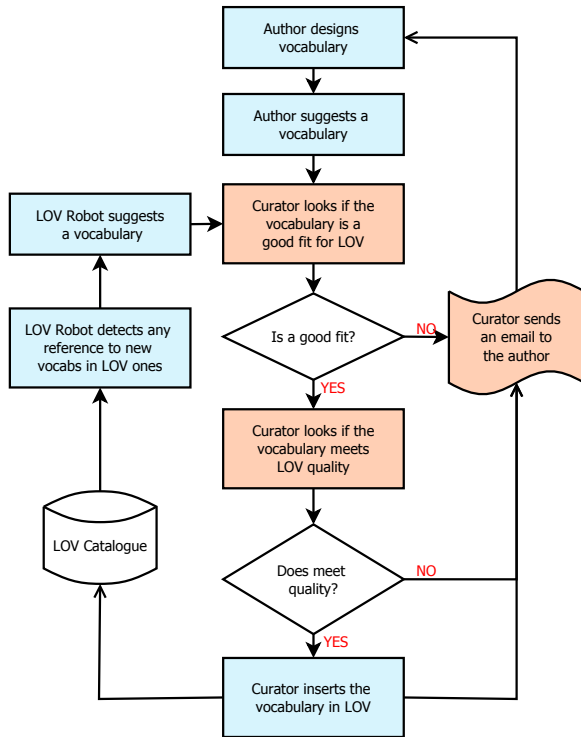 Author designs
vocabulary
Author suggests a
vocabulary
LOV Robot suggests
a vocabulary
Curator looks if the
vocabulary is a
good fit for LOV
LOV Robot detects any
reference to new
vocabs in LOV ones
Is a good fit?
NO
Curator sends
an email to
the author
YES
Curator looks if the
vocabulary meets
LOV quality
LOV Catalogue
Does meet
quality?
NO
YES
Curator inserts the
vocabulary in LOV